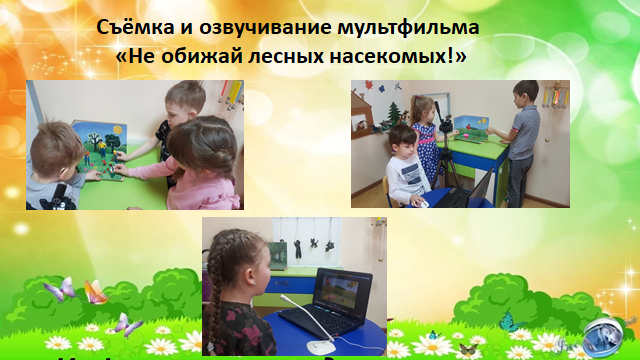 Съёмка и озвучивание мультфильма
«Не обижай лесных насекомых!»